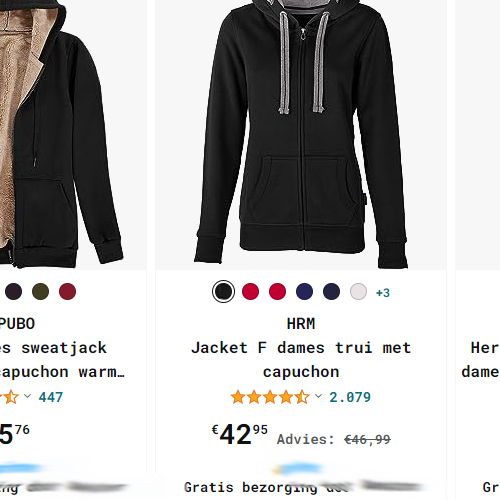 +3
PUBO
HRM
es sweatjack
Jacket F dames trui met
Her
capuchon warm…
capuchon
dame
447
2.079
576
€4295 Advies: €46,99
Gratis bezorging
Gr